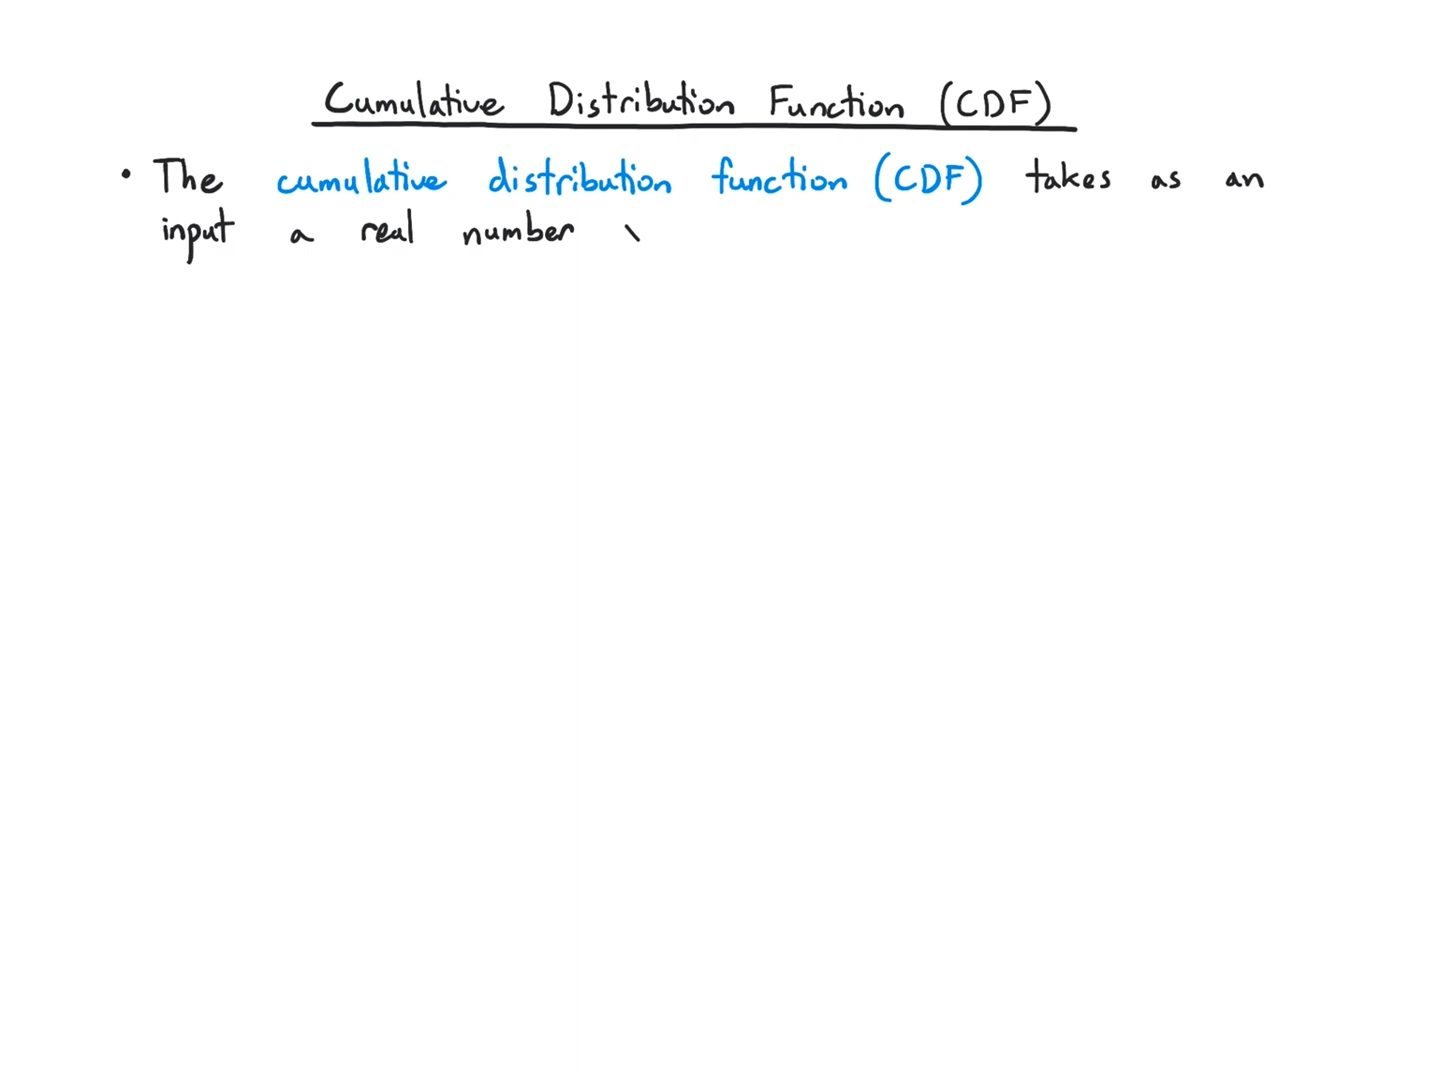 Cumulative Distribution Function (CDF)
• The cumulative distribution function (CDF) takes as an
input a real number